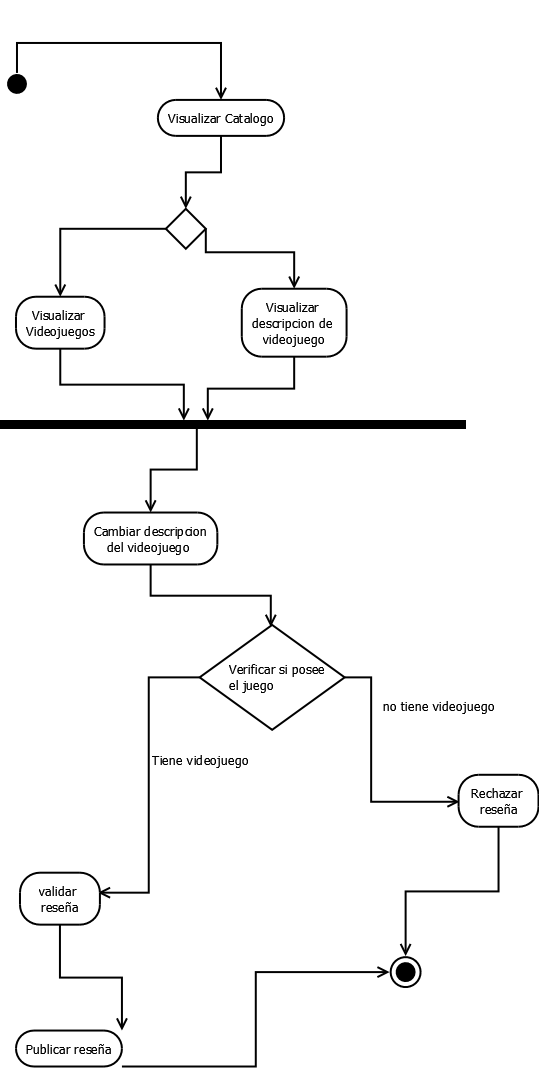 Visualizar Catalogo
Visualizar
Videojuegos
Visualizar
descripcion de
videojuego
Cambiar descripcion
del videojuego
Verificar si posee
el juego
no tiene videojuego
Tiene videojuego
Rechazar
reseña
validar
reseña
Publicar reseña